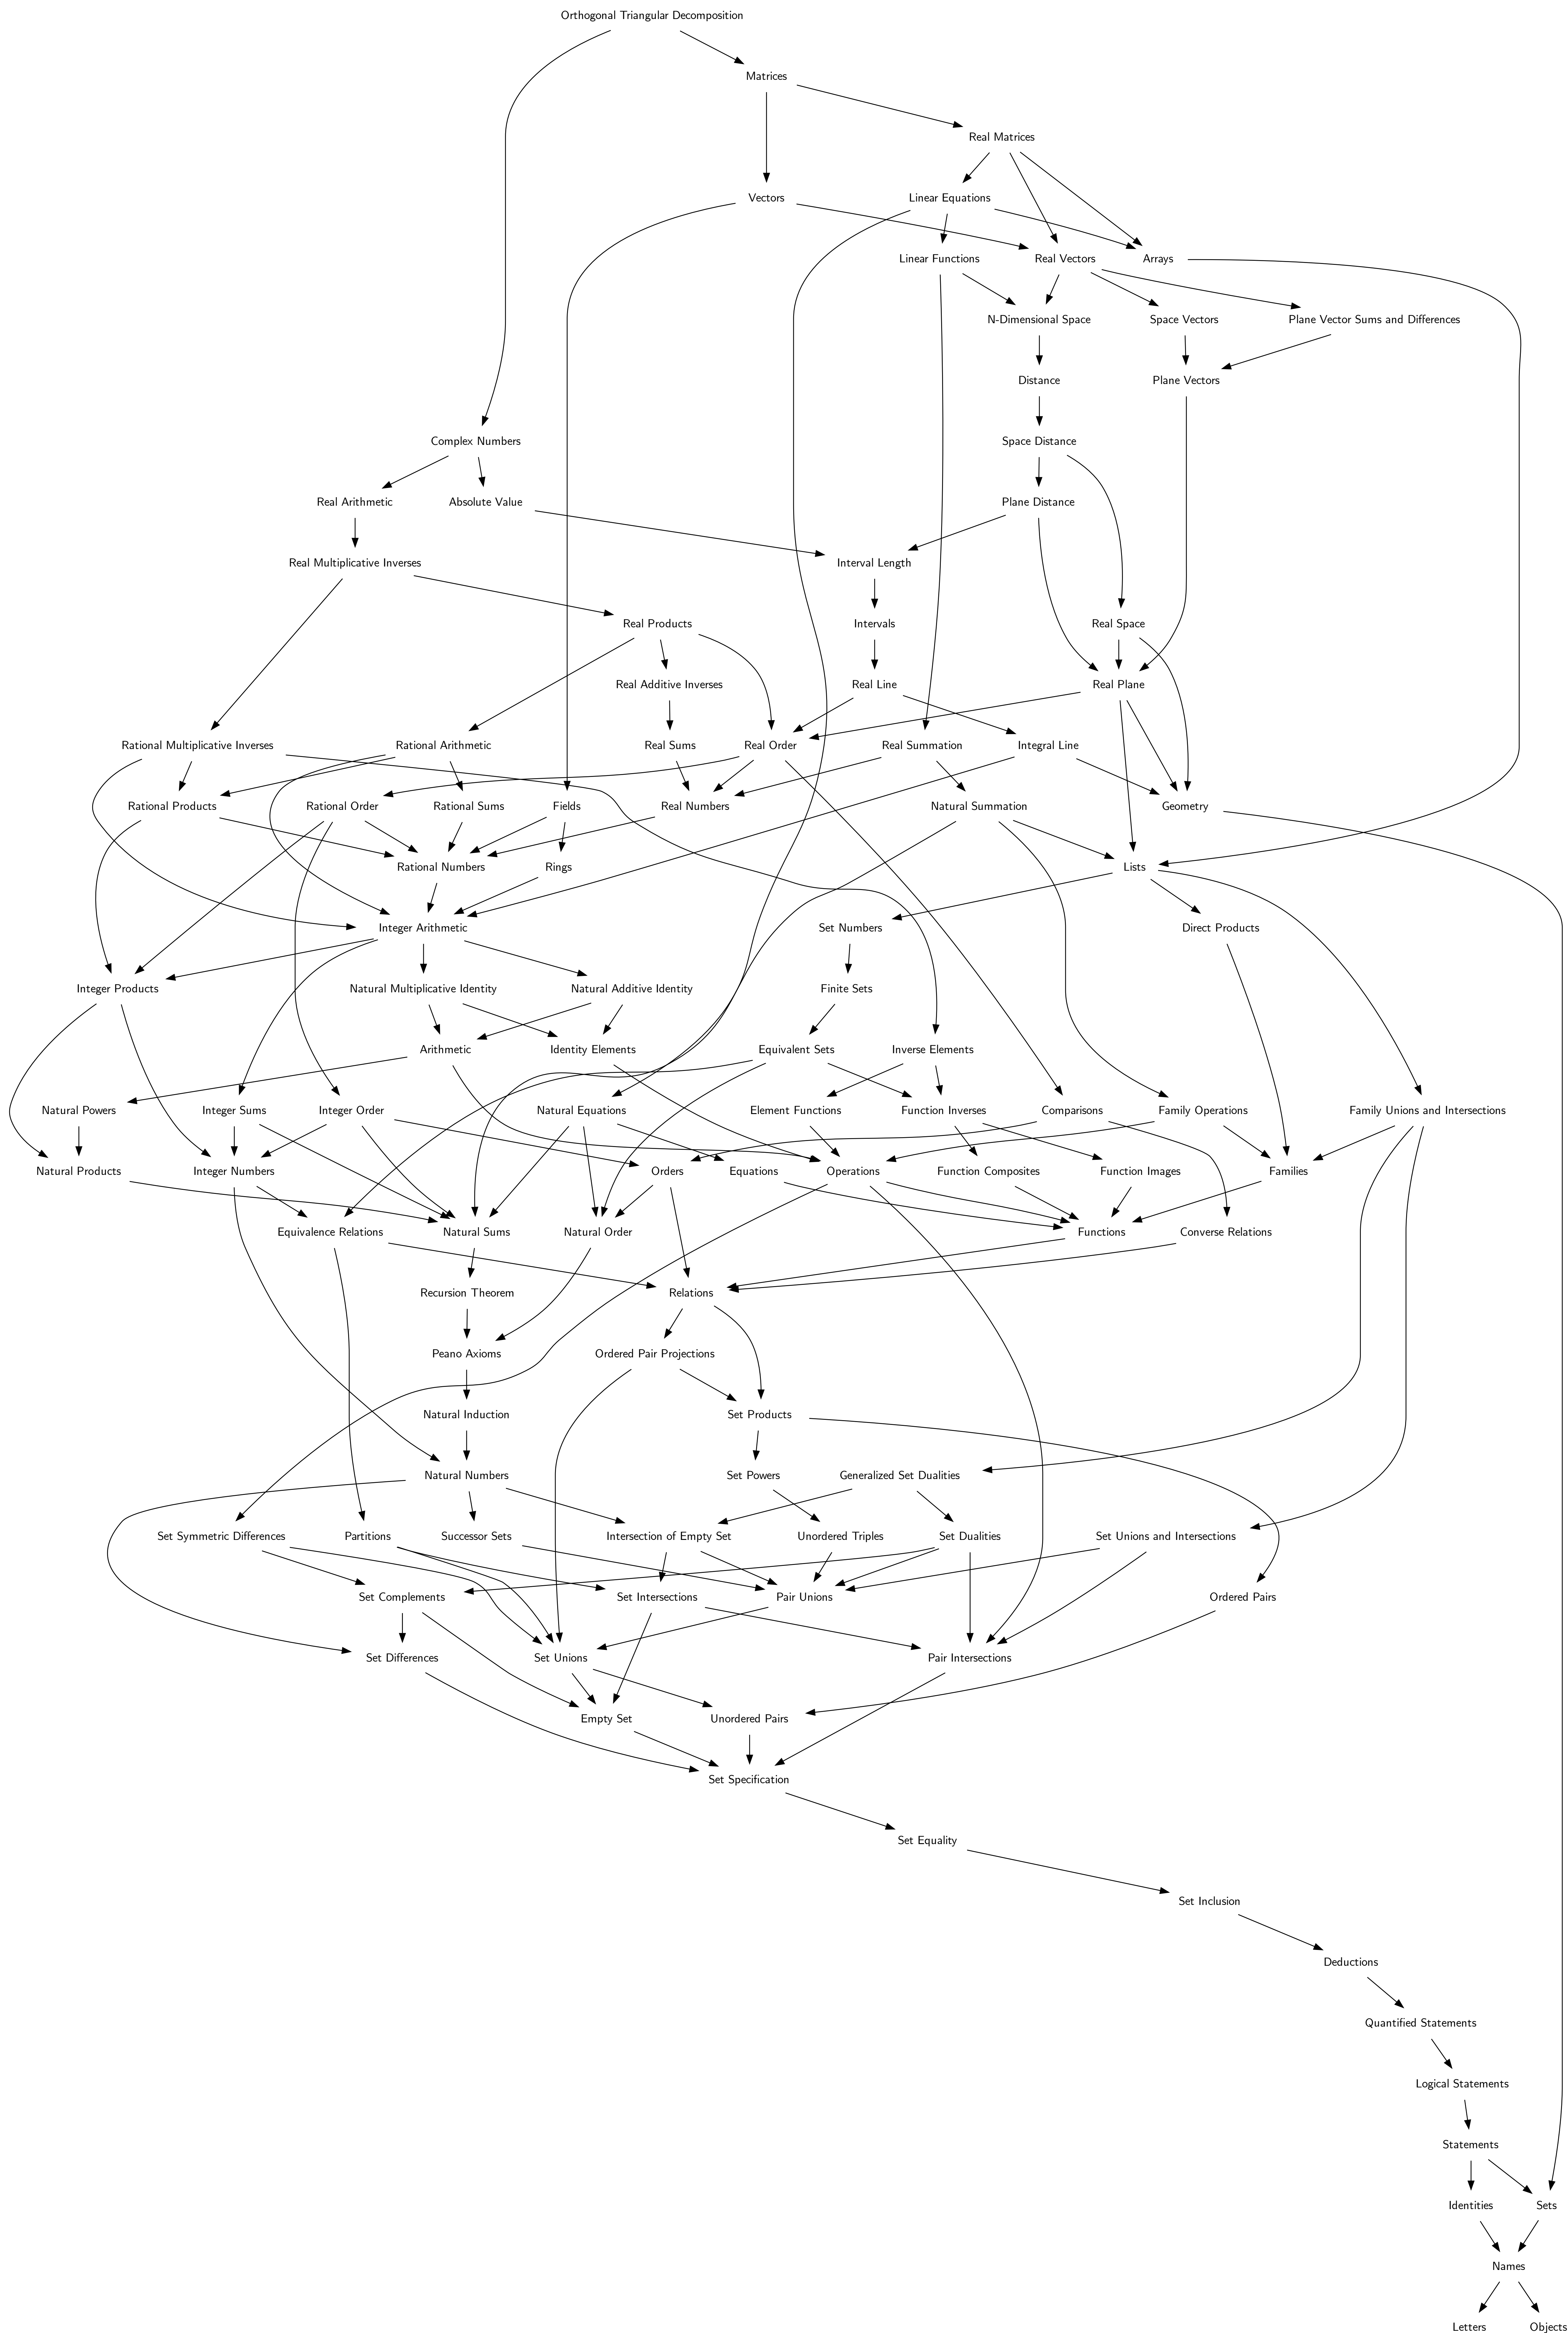 Orthogonal Triangular Decomposition
Matrices
Real Matrices
Vectors
Linear Equations
Linear Functions
Real Vectors
Arrays
N-Dimensional Space
Space Vectors
Plane Vector Sums and Differences
Distance
Plane Vectors
Complex Numbers
Space Distance
Real Arithmetic
Absolute Value
Plane Distance
Real Multiplicative Inverses
Interval Length
Real Products
Intervals
Real Space
Real Additive Inverses
Real Line
Real Plane
Rational Multiplicative Inverses
Rational Arithmetic
Real Sums
Real Order
Real Summation
Integral Line
Rational Products
Rational Order
Rational Sums
Fields
Real Numbers
Natural Summation
Geometry
Rational Numbers
Rings
Lists
Integer Arithmetic
Set Numbers
Direct Products
Integer Products
Natural Multiplicative Identity
Natural Additive Identity
Finite Sets
Arithmetic
Identity Elements
Equivalent Sets
Inverse Elements
Natural Powers
Integer Sums
Integer Order
Natural Equations
Element Functions
Function Inverses
Comparisons
Family Operations
Family Unions and Intersections
Natural Products
Integer Numbers
Orders
Equations
Operations
Function Composites
Function Images
Families
Equivalence Relations
Natural Sums
Natural Order
Functions
Converse Relations
Recursion Theorem
Relations
Peano Axioms
Ordered Pair Projections
Natural Induction
Set Products
Natural Numbers
Set Powers
Generalized Set Dualities
Set Symmetric Differences
Partitions
Successor Sets
Intersection of Empty Set
Unordered Triples
Set Dualities
Set Unions and Intersections
Set Complements
Set Intersections
Pair Unions
Ordered Pairs
Set Differences
Set Unions
Pair Intersections
Empty Set
Unordered Pairs
Set Specification
Set Equality
Set Inclusion
Deductions
Quantified Statements
Logical Statements
Statements
Identities
Sets
Names
Letters
Objects